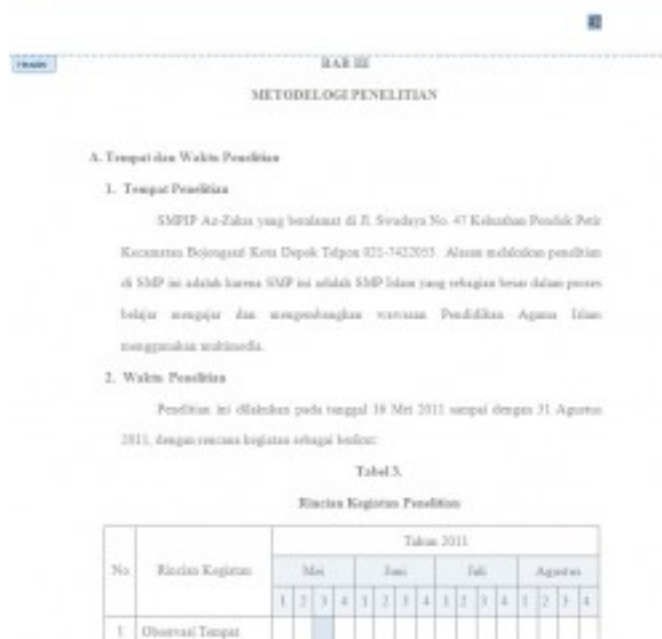 42
Header
BAB III
METODELOGI PENELITIAN
A. Tempat dan Waktu Penelitian
1. Tempat Penelitian
SMPIP Az-Zahra yang beralamat di Jl. Swadaya No. 47 Kelurahan Pondok Petir
Kecamatan Bojongsari Kota Depok Telpon 021-7422053. Alasan melakukan penelitian
di SMP ini adalah karena SMP ini adalah SMP Islam yang sebagian besar dalam proses
belajar mengajar dan mengembangkan wawasan Pendidikan Agama Islam
menggunakan multimedia.
2. Waktu Penelitian
Penelitian ini dilakukan pada tanggal 16 Mei 2011 sampai dengan 31 Agustus
2011, dengan rencana kegiatan sebagai berikut:
Tabel 3.
Rincian Kegiatan Penelitian
Tahun 2011
No Rincian Kegiatan Mei Juni Juli Agustus
1 2 3 4 1 2 3 4 1 2 3 4 1 2 3 4
1 Observasi Tempat